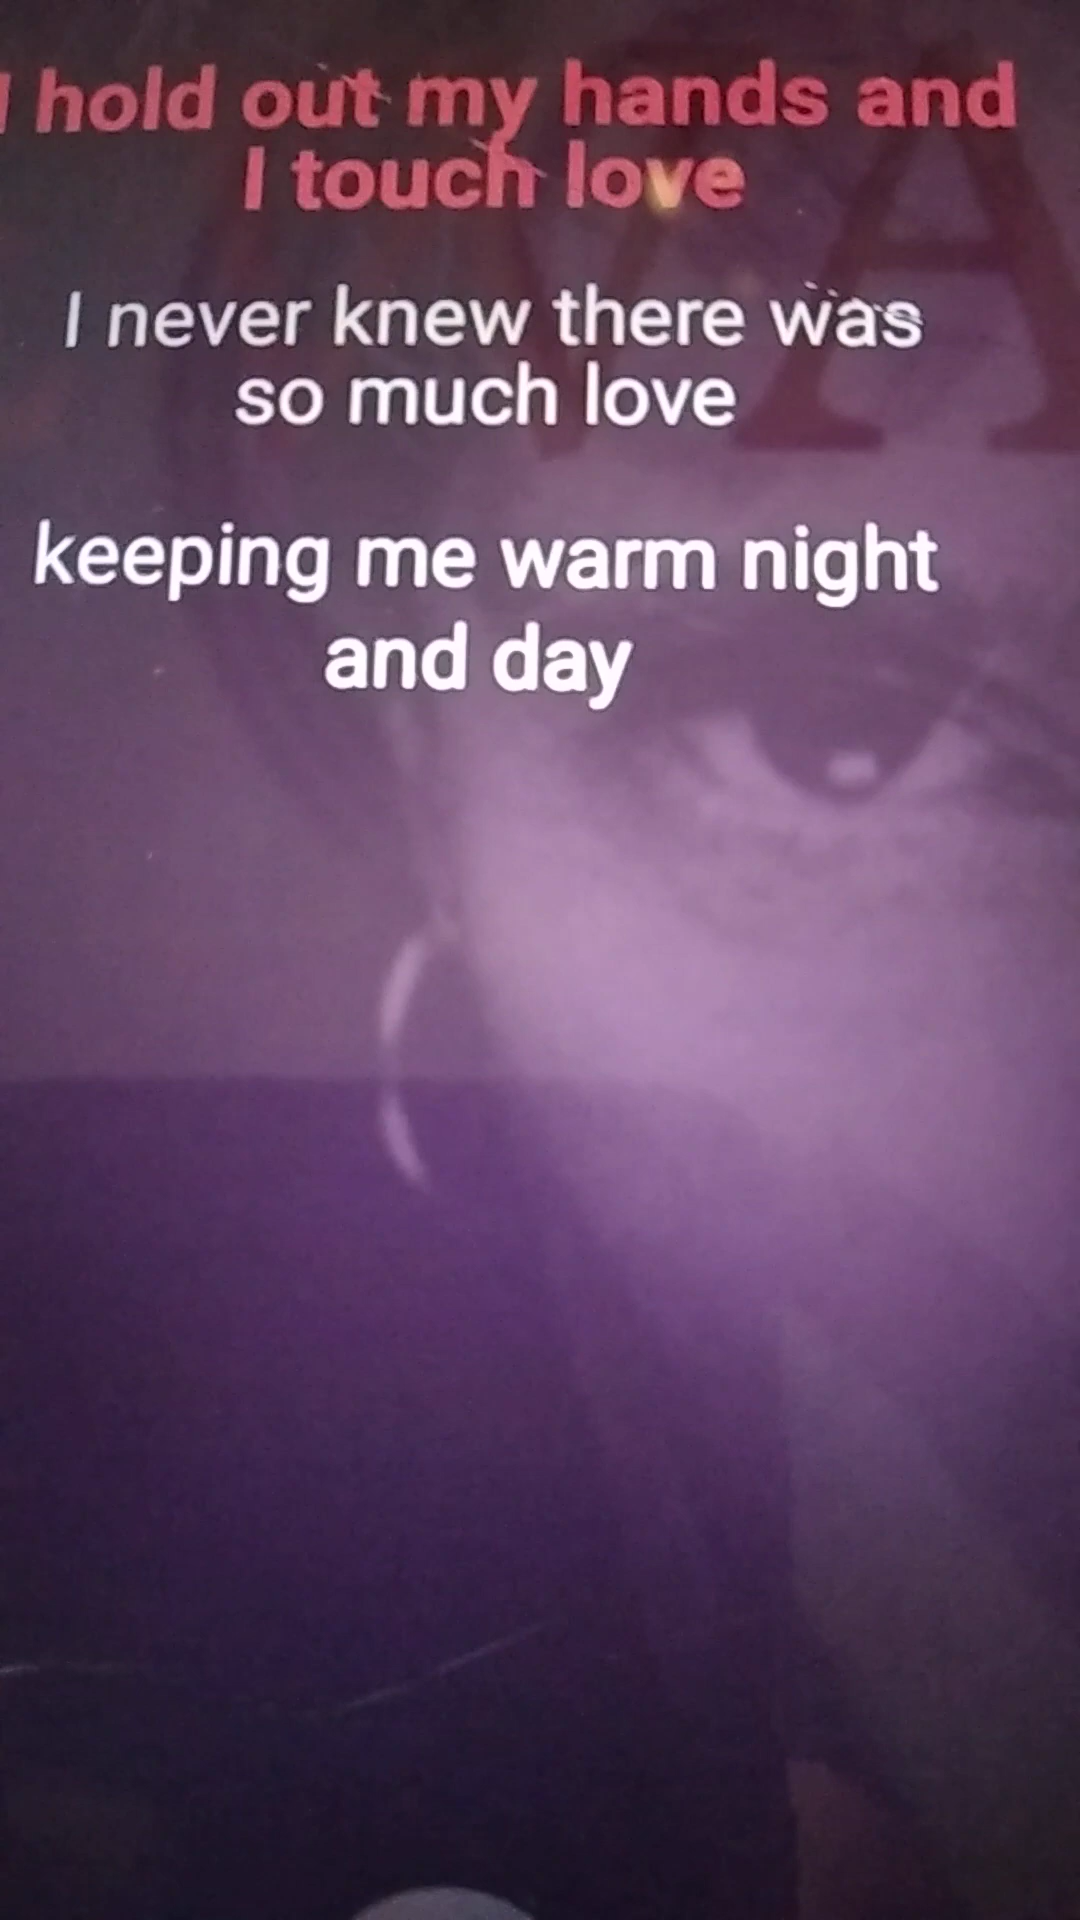 I hold out my hands and
I touch love
I never knew there was
so much love
keeping me warm night
and day